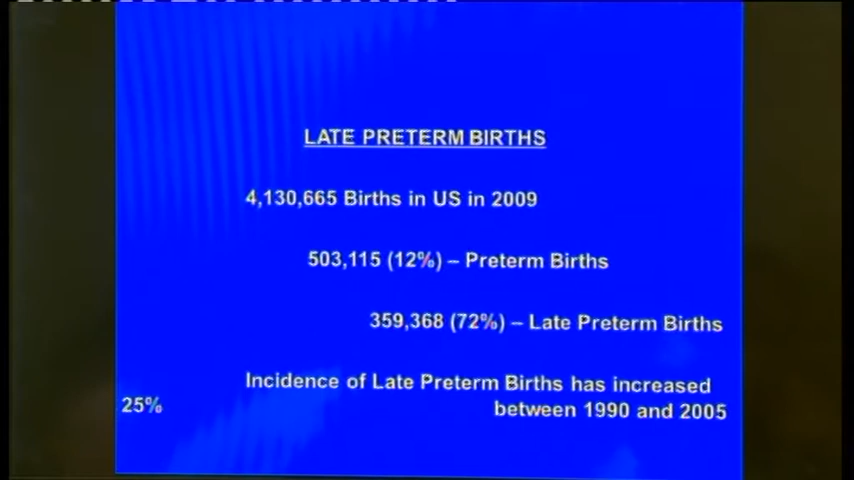 LATE PRETERM BIRTHS
4,130,665 Births in US in 2009
503,115 (12%) – Preterm Births
359,368 (72%) – Late Preterm Births
Incidence of Late Preterm Births has increased
25% between 1990 and 2005